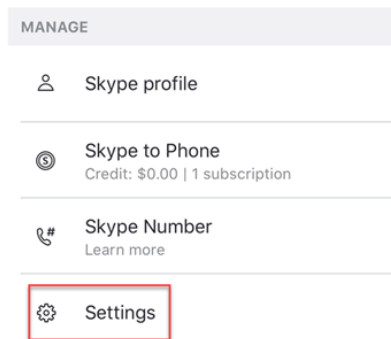 MANAGE
Skype profile
Skype to Phone
Credit: $0.00 | 1 subscription
Skype Number
Learn more
Settings